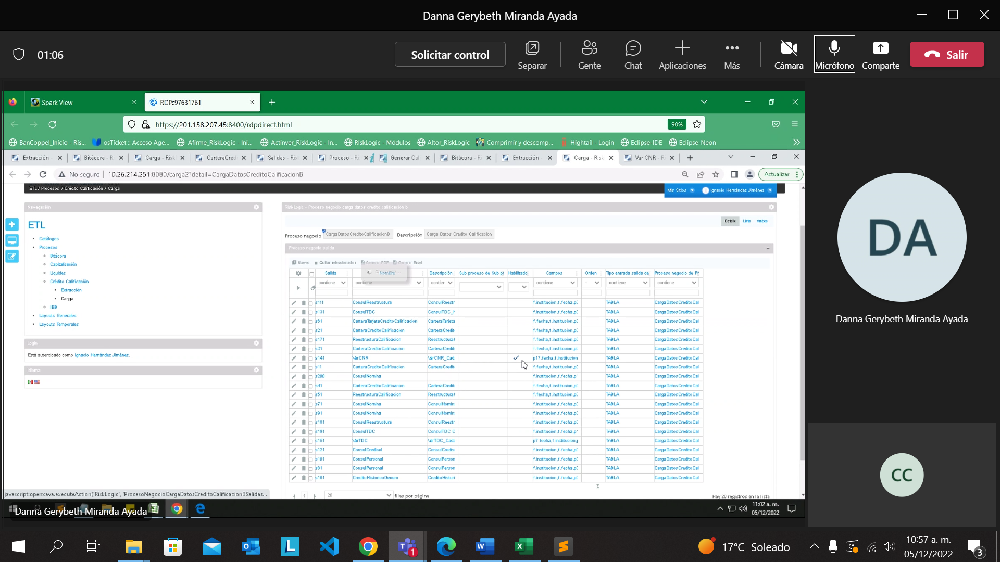 Danna Gerybeth Miranda Ayada
01:06
Solicitar control
Separar
Gente
Chat
Aplicaciones
Más
Cámara
Micrófono
Comparte
Salir
Spark View
RDPc97631761
https://201.158.207.45:8400/rdpdirect.html
90%
BanCoppel_Inicio - Ris...
osTicket :: Acceso Age...
Afirme_RiskLogic - Ini...
Actinver_RiskLogic - In...
RiskLogic - Módulos
Altor_RiskLogic
Comprimir y descomp...
Hightail - Login
Eclipse-IDE
Eclipse-Neon
Extracción -
Bitácora - Ri
Carga - Risk
CarteraCred
Salidas - Ris
Proceso - Ri
Generar Cali
Bitácora - Ri
Extracción -
Carga - Risk
Var CNR - R
No seguro
10.26.214.251:8080/carga2?detail=CargaDatosCreditoCalificacionB
Actualizar
ETL / Procesos / Crédito Calificación / Carga
Mis Sitios
Ignacio Hernández Jiménez
Navegación
ETL
Catálogos
Procesos
Bitácora
Capitalización
Liquidez
Crédito Calificación
Extracción
Carga
IEB
Layouts Generales
Layouts Temporales
Login
Está autenticado como Ignacio Hernández Jiménez.
Idioma
RiskLogic - Proceso negocio carga datos credito calificacion b
Detalle Lista Ambos
Proceso negocio CargaDatosCreditoCalificacionB Descripción Carga Datos Credito Calificacion
Proceso negocio salida
Nuevo Quitar seleccionados Generar PDF Generar Excel
Salida Nombre Descripción Sub proceso de Sub p Habilitado Campos Orden Tipo entrada salida de Proceso negocio de Pr
contiene contiene contier contiene = contiene contiene
s111 ConsulReestructura ConsulReestr f.institucion,f.fecha,p( TABLA CargaDatosCreditoCal
s131 ConsulTDC ConsulTDC_ f.institucion,f.fecha,p( TABLA CargaDatosCreditoCal
s61 CarteraTarjetaCreditoCalificacion CarteraTarjeta f.fecha,f.institucion,p( TABLA CargaDatosCreditoCal
s21 CarteraCreditoCalificacion CarteraCredit f.fecha,f.institucion,p( TABLA CargaDatosCreditoCal
s171 ReestructuraCalificacion Reestructura( f.fecha,f.institucion,p( TABLA CargaDatosCreditoCal
s31 CarteraCreditoCalificacion CarteraCredit f.fecha,f.institucion,p( TABLA CargaDatosCreditoCal
s141 VarCNR VarCNR_Cad p17.fecha,f.institucion TABLA CargaDatosCreditoCal
s11 CarteraCreditoCalificacion CarteraCredit f.fecha,f.institucion,p( TABLA CargaDatosCreditoCal
s200 ConsulNomina f.institucion,f.fecha,p TABLA CargaDatosCreditoCal
s41 CarteraCreditoCalificacion CarteraCredit f.fecha,f.institucion,p( TABLA CargaDatosCreditoCal
s51 ReestructuraCalificacion Reestructura( f.fecha,f.institucion,p( TABLA CargaDatosCreditoCal
s71 ConsulNomina ConsulNomin f.institucion,f.fecha,p( TABLA CargaDatosCreditoCal
s91 ConsulNomina ConsulNomin f.institucion,f.fecha,p( TABLA CargaDatosCreditoCal
s181 ConsulReestructura ConsulReestr f.institucion,f.fecha,p( TABLA CargaDatosCreditoCal
s191 ConsulTDC ConsulTDC C f.institucion,f.fecha,p TABLA CargaDatosCreditoCal
s151 VarTDC VarTDC_Cad p7.fecha,f.institucion, TABLA CargaDatosCreditoCal
s121 ConsulCredisol ConsulCredis f.institucion,f.fecha,p( TABLA CargaDatosCreditoCal
s101 ConsulPersonal ConsulPerson f.institucion,f.fecha,p( TABLA CargaDatosCreditoCal
s81 ConsulPersonal ConsulPerson f.institucion,f.fecha,p( TABLA CargaDatosCreditoCal
s161 CreditoHistoricoGenero CreditoHistori f.institucion,f.fecha,p( TABLA CargaDatosCreditoCal
1 20 filas por página Hay 20 registros en la lista
javascript:openxava.executeAction('RiskLogic', 'ProcesoNegocioCargaDatosCreditoCalificacionBSalidas...
Danna Gerybeth Miranda Ayada
11:02 a. m.
05/12/2022
DA
Danna Gerybeth Miranda Ayada
CC
17°C Soleado
10:57 a. m.
05/12/2022
3
1